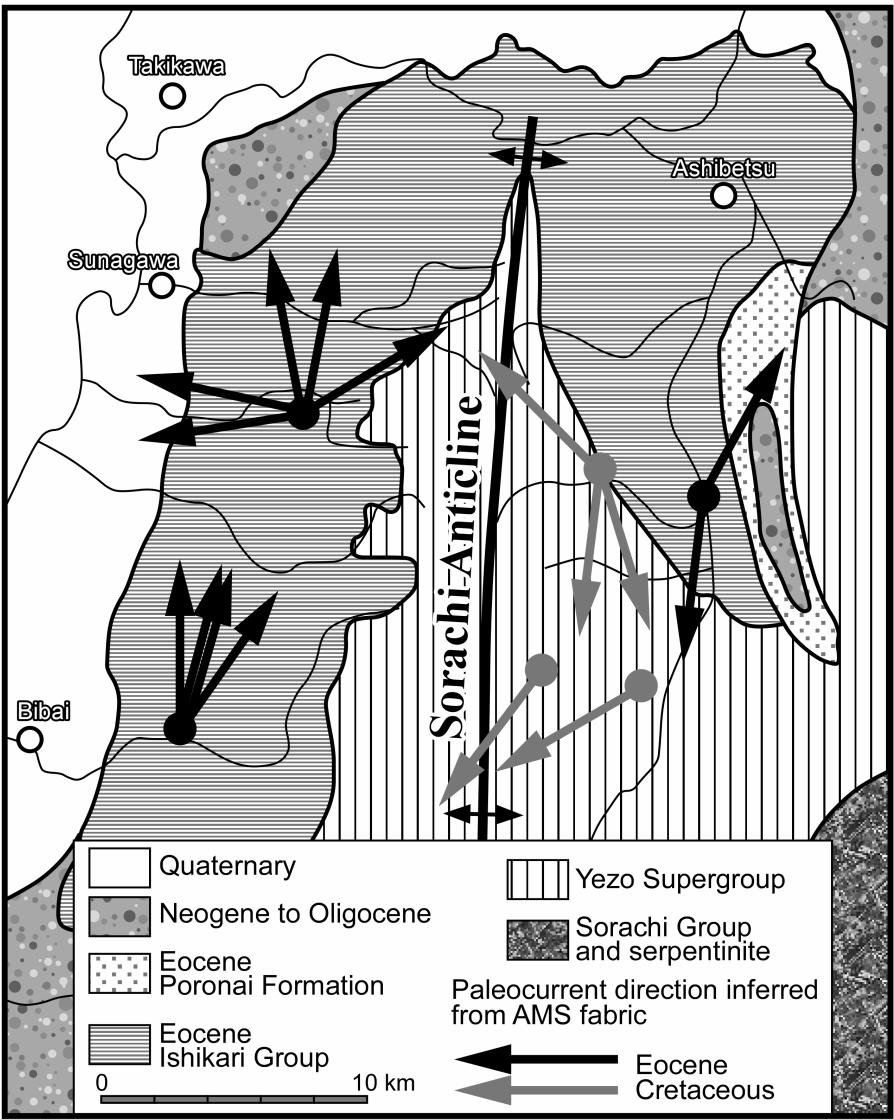 Takikawa
Ashibetsu
Sunagawa
Sorachi Anticline
Bibai
Quaternary
Neogene to Oligocene
Eocene
Poronai Formation
Eocene
Ishikari Group
0 10 km
Yezo Supergroup
Sorachi Group
and serpentinite
Paleocurrent direction inferred
from AMS fabric
Eocene
Cretaceous